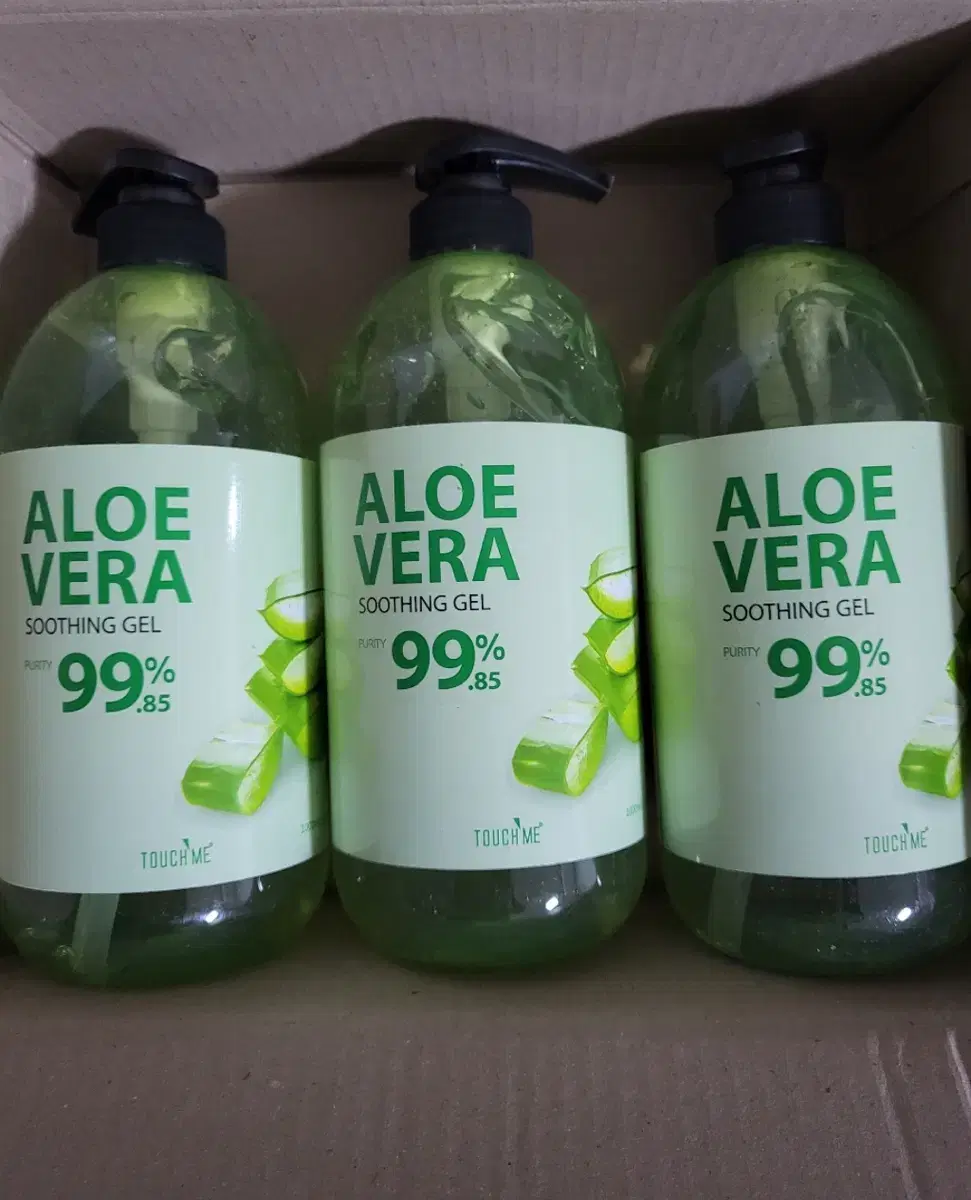 ALOE
VERA
SOOTHING GEL
PURITY 99.85%
TOUCH ME
ALOE
VERA
SOOTHING GEL
PURITY 99.85%
TOUCH ME
ALOE
VERA
SOOTHING GEL
PURITY 99.85%
TOUCH ME